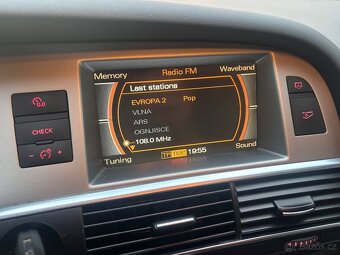 Radio FM
Memory
Waveband
Last stations
EVROPA 2 Pop
VLNA
ARS
OGNJISCE
108.0 MHz
Tuning
TP TMC 19:55
Sound
CHECK